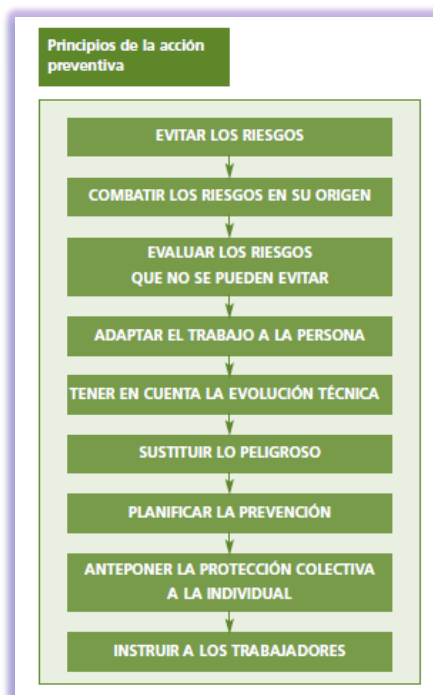 Principios de la acción
preventiva
EVITAR LOS RIESGOS
COMBATIR LOS RIESGOS EN SU ORIGEN
EVALUAR LOS RIESGOS
QUE NO SE PUEDEN EVITAR
ADAPTAR EL TRABAJO A LA PERSONA
TENER EN CUENTA LA EVOLUCIÓN TÉCNICA
SUSTITUIR LO PELIGROSO
PLANIFICAR LA PREVENCIÓN
ANTEPONER LA PROTECCIÓN COLECTIVA
A LA INDIVIDUAL
INSTRUIR A LOS TRABAJADORES